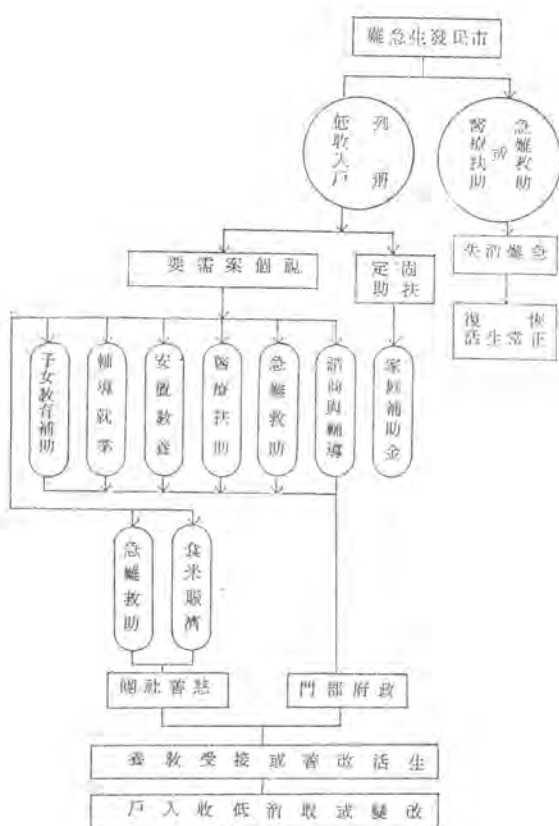 市民發生急難
列冊
低收入戶
急難救助
或
醫療扶助
急難消失
恢復
正常生活
視個案需要
固定
扶助
子女教育補助
輔導就業
安置教養
醫療扶助
急難救助
諮商與輔導
家庭補助金
急難救助
食米賑濟
慈善社團
政府部門
生活改善或接受教養
改變或取消低收入戶